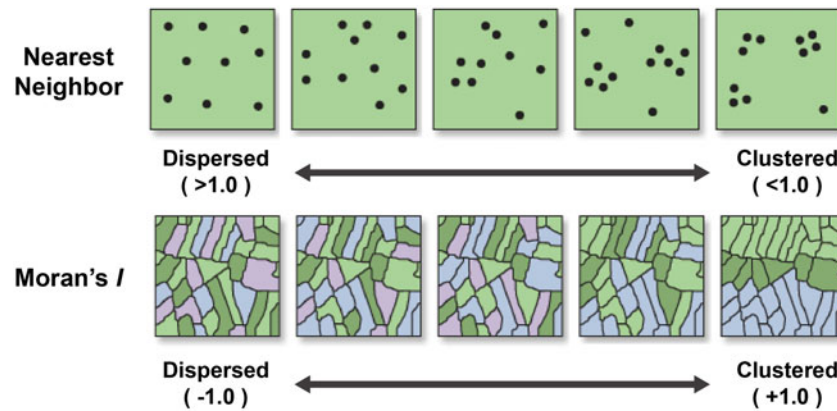 Nearest
Neighbor
Dispersed
( >1.0 )
Clustered
( <1.0 )
Moran's I
Dispersed
( -1.0 )
Clustered
( +1.0 )